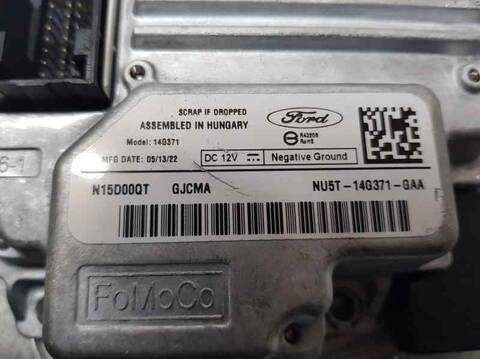 SCRAP IF DROPPED
ASSEMBLED IN HUNGARY
Ford
Model: 14G371
MFG DATE: 05/13/22
DC 12V
Negative Ground
N15D00QT GJCMA NU5T-14G371-GAA
FoMoCo